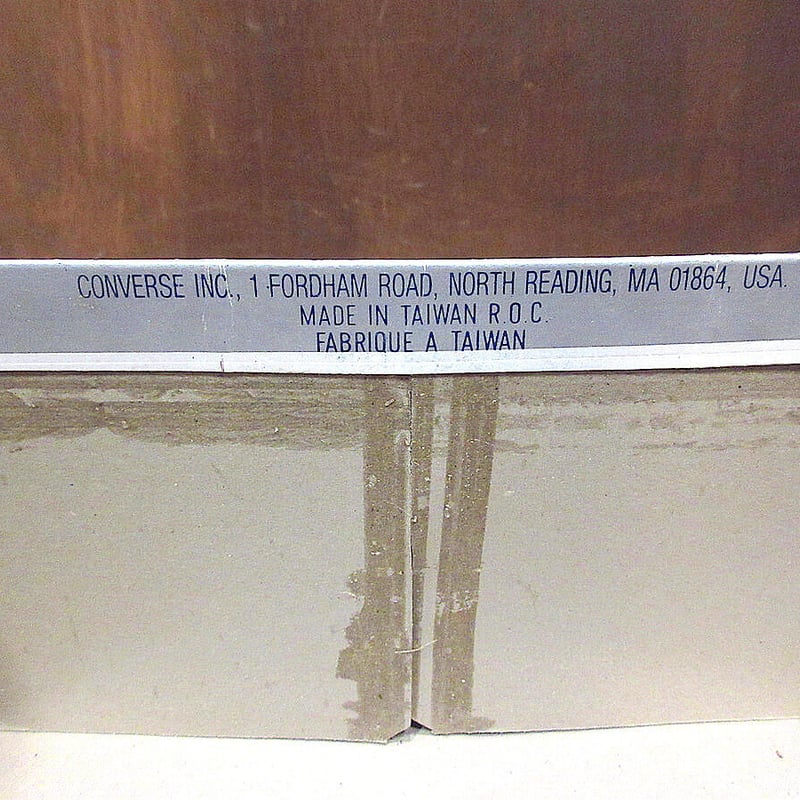 CONVERSE INC., 1 FORDHAM ROAD, NORTH READING, MA 01864, USA.
MADE IN TAIWAN R.O.C.
FABRIQUE A TAIWAN